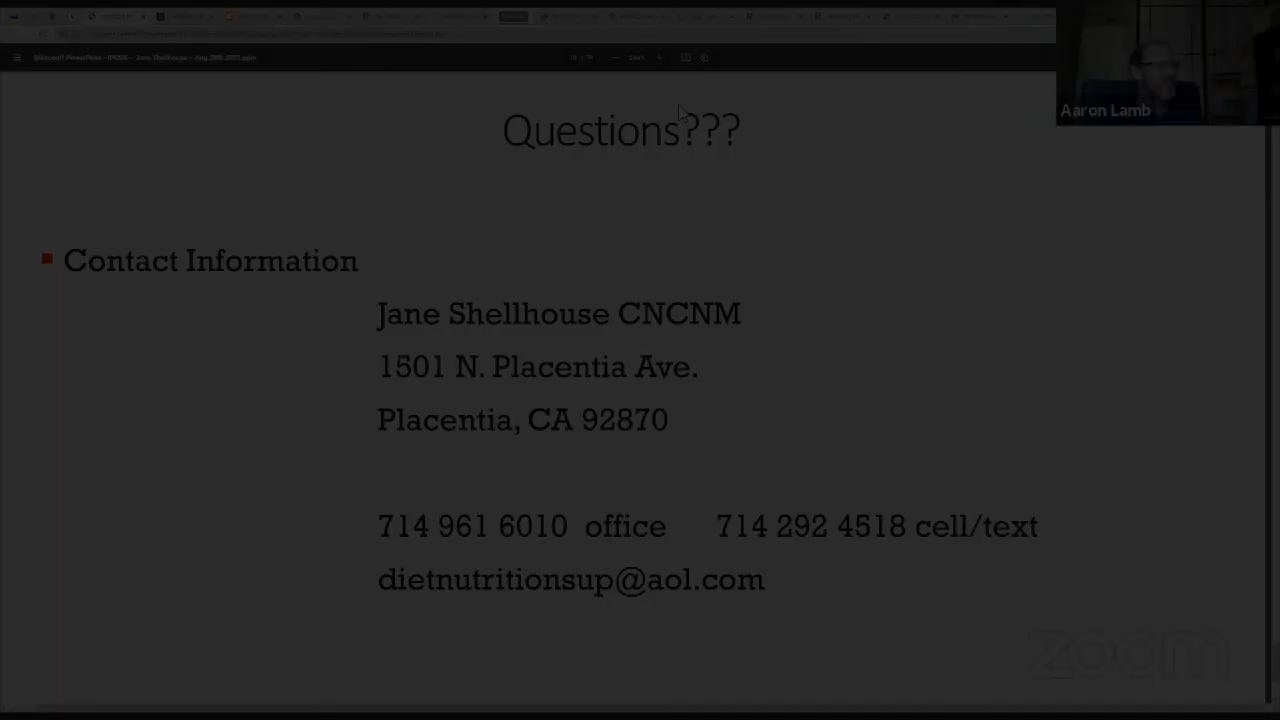 Aaron Lamb
Questions???
Contact Information
Jane Shellhouse CNCNM
1501 N. Placentia Ave.
Placentia, CA 92870
714 961 6010 office 714 292 4518 cell/text
dietnutritionsup@aol.com
zoom